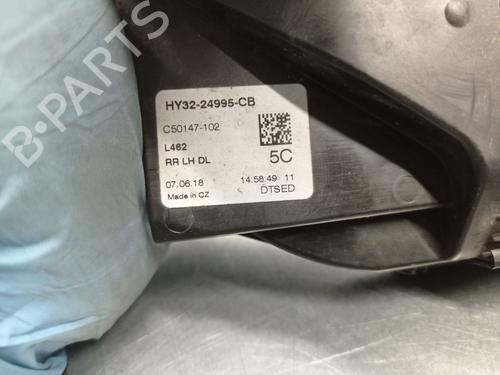 B-PARTS
HY32-24995-CB
C50147-102
L462
RR LH DL
5C
07.06.18 14:58:49 11
Made in CZ DTSED